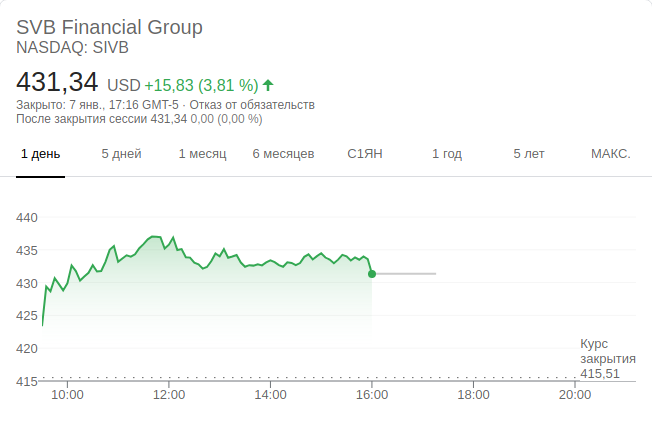 SVB Financial Group
NASDAQ: SIVB
431,34 USD +15,83 (3,81 %)
Закрыто: 7 янв., 17:16 GMT-5 · Отказ от обязательств
После закрытия сессии 431,34 0,00 (0,00 %)
1 день 5 дней 1 месяц 6 месяцев С1ЯН 1 год 5 лет МАКС.
440
435
430
425
420
Курс
закрытия
415,51
415
10:00 12:00 14:00 16:00 18:00 20:00